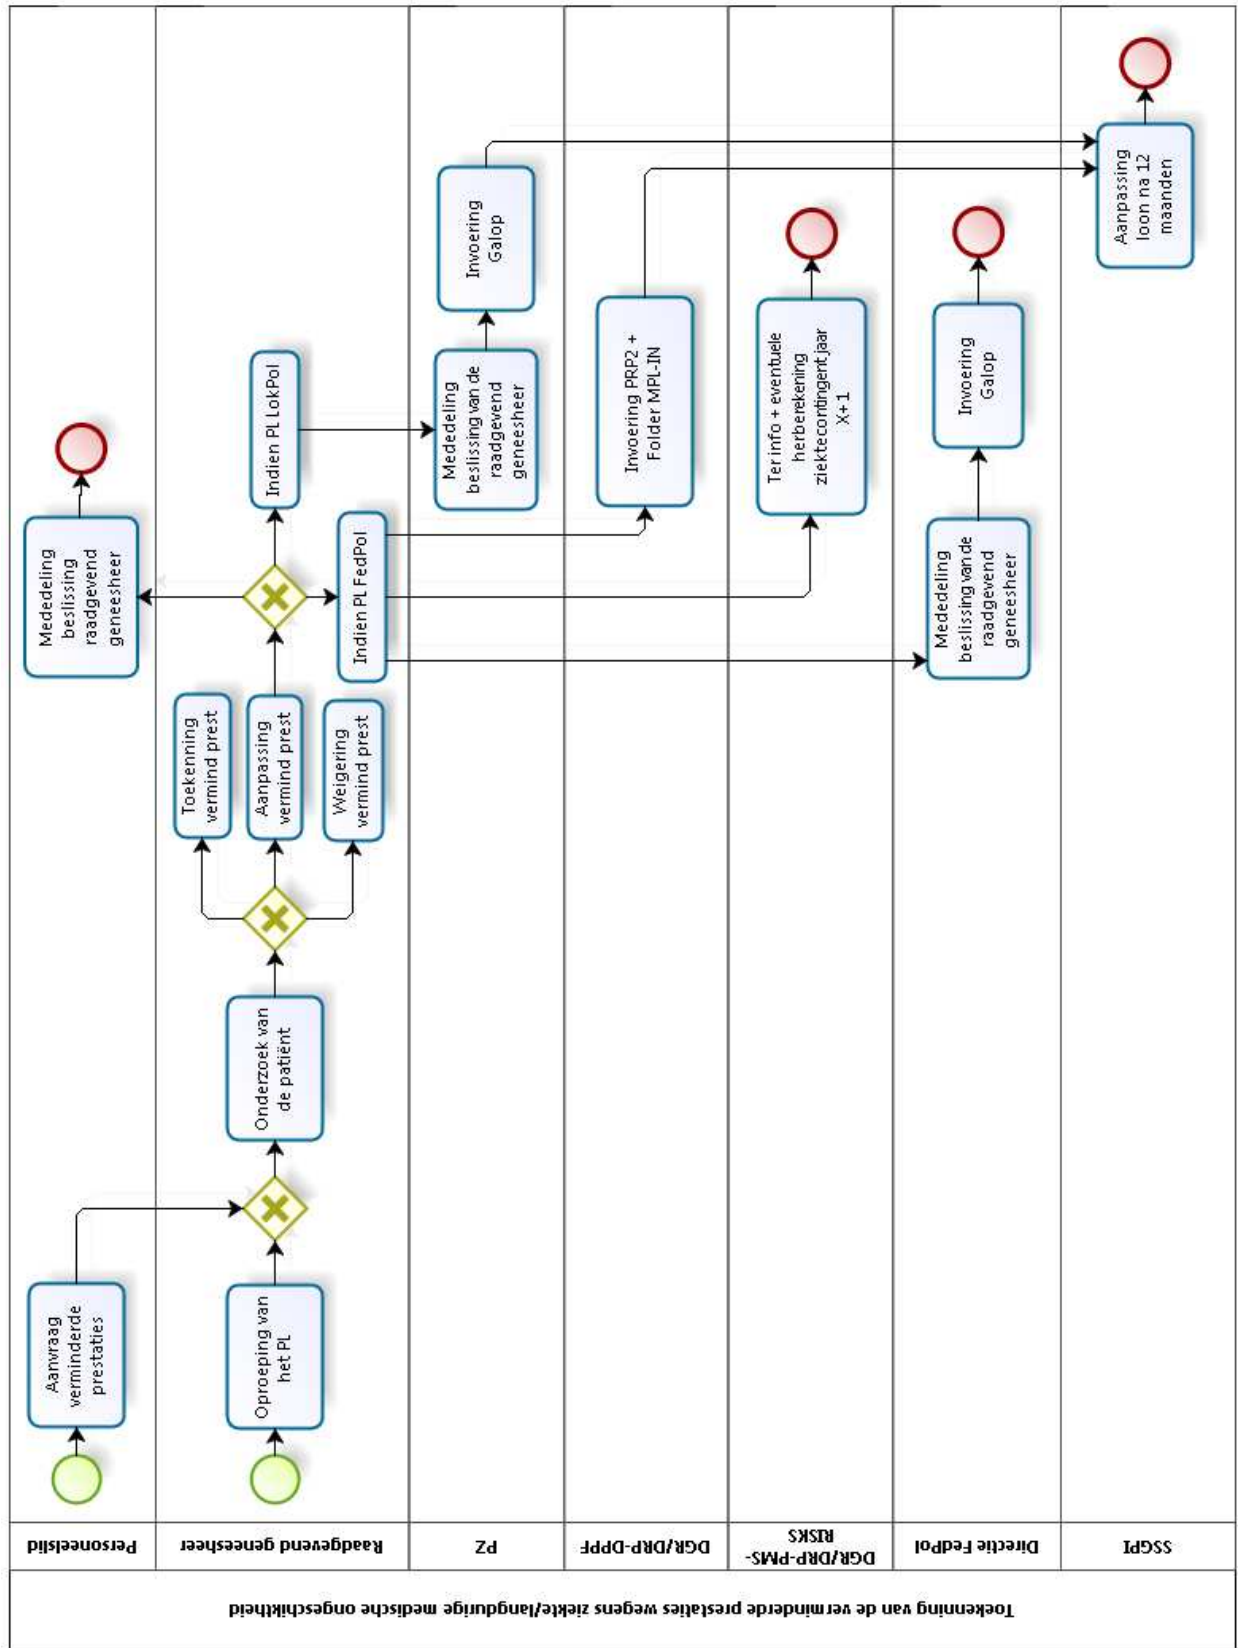 Toekenning van de verminderde prestaties wegens ziekte/langdurige medische ongeschiktheid
Personeelslid
Aanvraag
verminderde
prestaties
Mededeling
beslissing
raadgevend
geneesheer
Raadgevend geneesheer
Oproeping van
het PL
Onderzoek van
de patiënt
Toekenning
vermind prest
Aanpassing
vermind prest
Weigering
vermind prest
Indien PL LokPol
Indien PL FedPol
PZ
Mededeling
beslissing van de
raadgevend
geneesheer
Invoering
Galop
DGR/DRP-DPPF
Invoering PRP2 +
Folder MPL-IN
DGR/DRP-PMS-
RISKS
Ter info + eventuele
herberekening
ziektecontingent jaar
X+1
Directie FedPol
Mededeling
beslissing van de
raadgevend
geneesheer
Invoering
Galop
SSGPI
Aanpassing
loon na 12
maanden